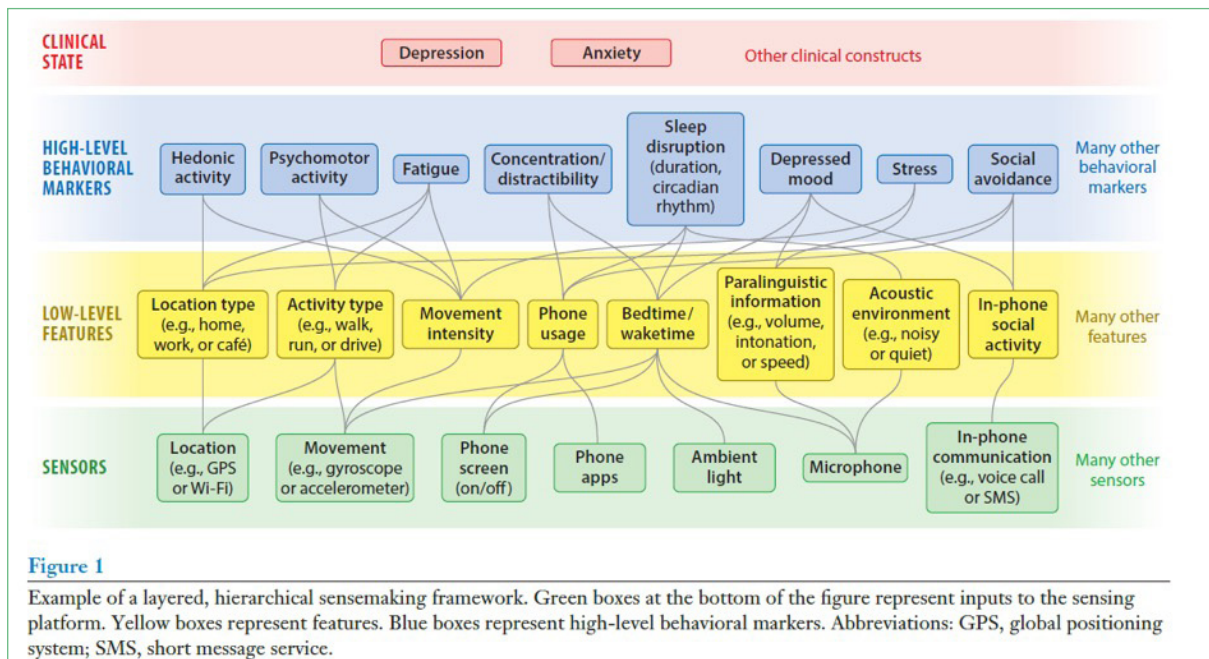 CLINICAL
STATE
Depression
Anxiety
Other clinical constructs
HIGH-LEVEL
BEHAVIORAL
MARKERS
Hedonic
activity
Psychomotor
activity
Fatigue
Concentration/
distractibility
Sleep
disruption
(duration,
circadian
rhythm)
Depressed
mood
Stress
Social
avoidance
Many other
behavioral
markers
LOW-LEVEL
FEATURES
Location type
(e.g., home,
work, or café)
Activity type
(e.g., walk,
run, or drive)
Movement
intensity
Phone
usage
Bedtime/
waketime
Paralinguistic
information
(e.g., volume,
intonation,
or speed)
Acoustic
environment
(e.g., noisy
or quiet)
In-phone
social
activity
Many other
features
SENSORS
Location
(e.g., GPS
or Wi-Fi)
Movement
(e.g., gyroscope
or accelerometer)
Phone
screen
(on/off)
Phone
apps
Ambient
light
Microphone
In-phone
communication
(e.g., voice call
or SMS)
Many other
sensors
Figure 1
Example of a layered, hierarchical sensemaking framework. Green boxes at the bottom of the figure represent inputs to the sensing
platform. Yellow boxes represent features. Blue boxes represent high-level behavioral markers. Abbreviations: GPS, global positioning
system; SMS, short message service.